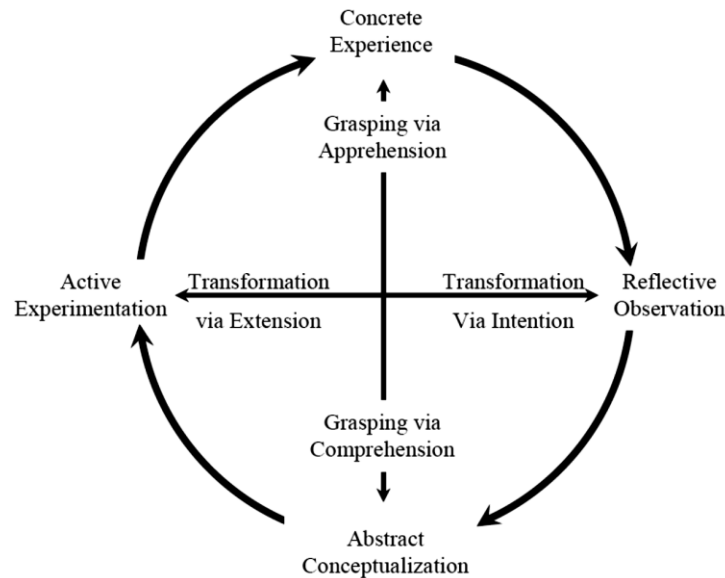 Concrete
Experience
Grasping via
Apprehension
Active
Experimentation
Transformation
via Extension
Transformation
Via Intention
Reflective
Observation
Grasping via
Comprehension
Abstract
Conceptualization